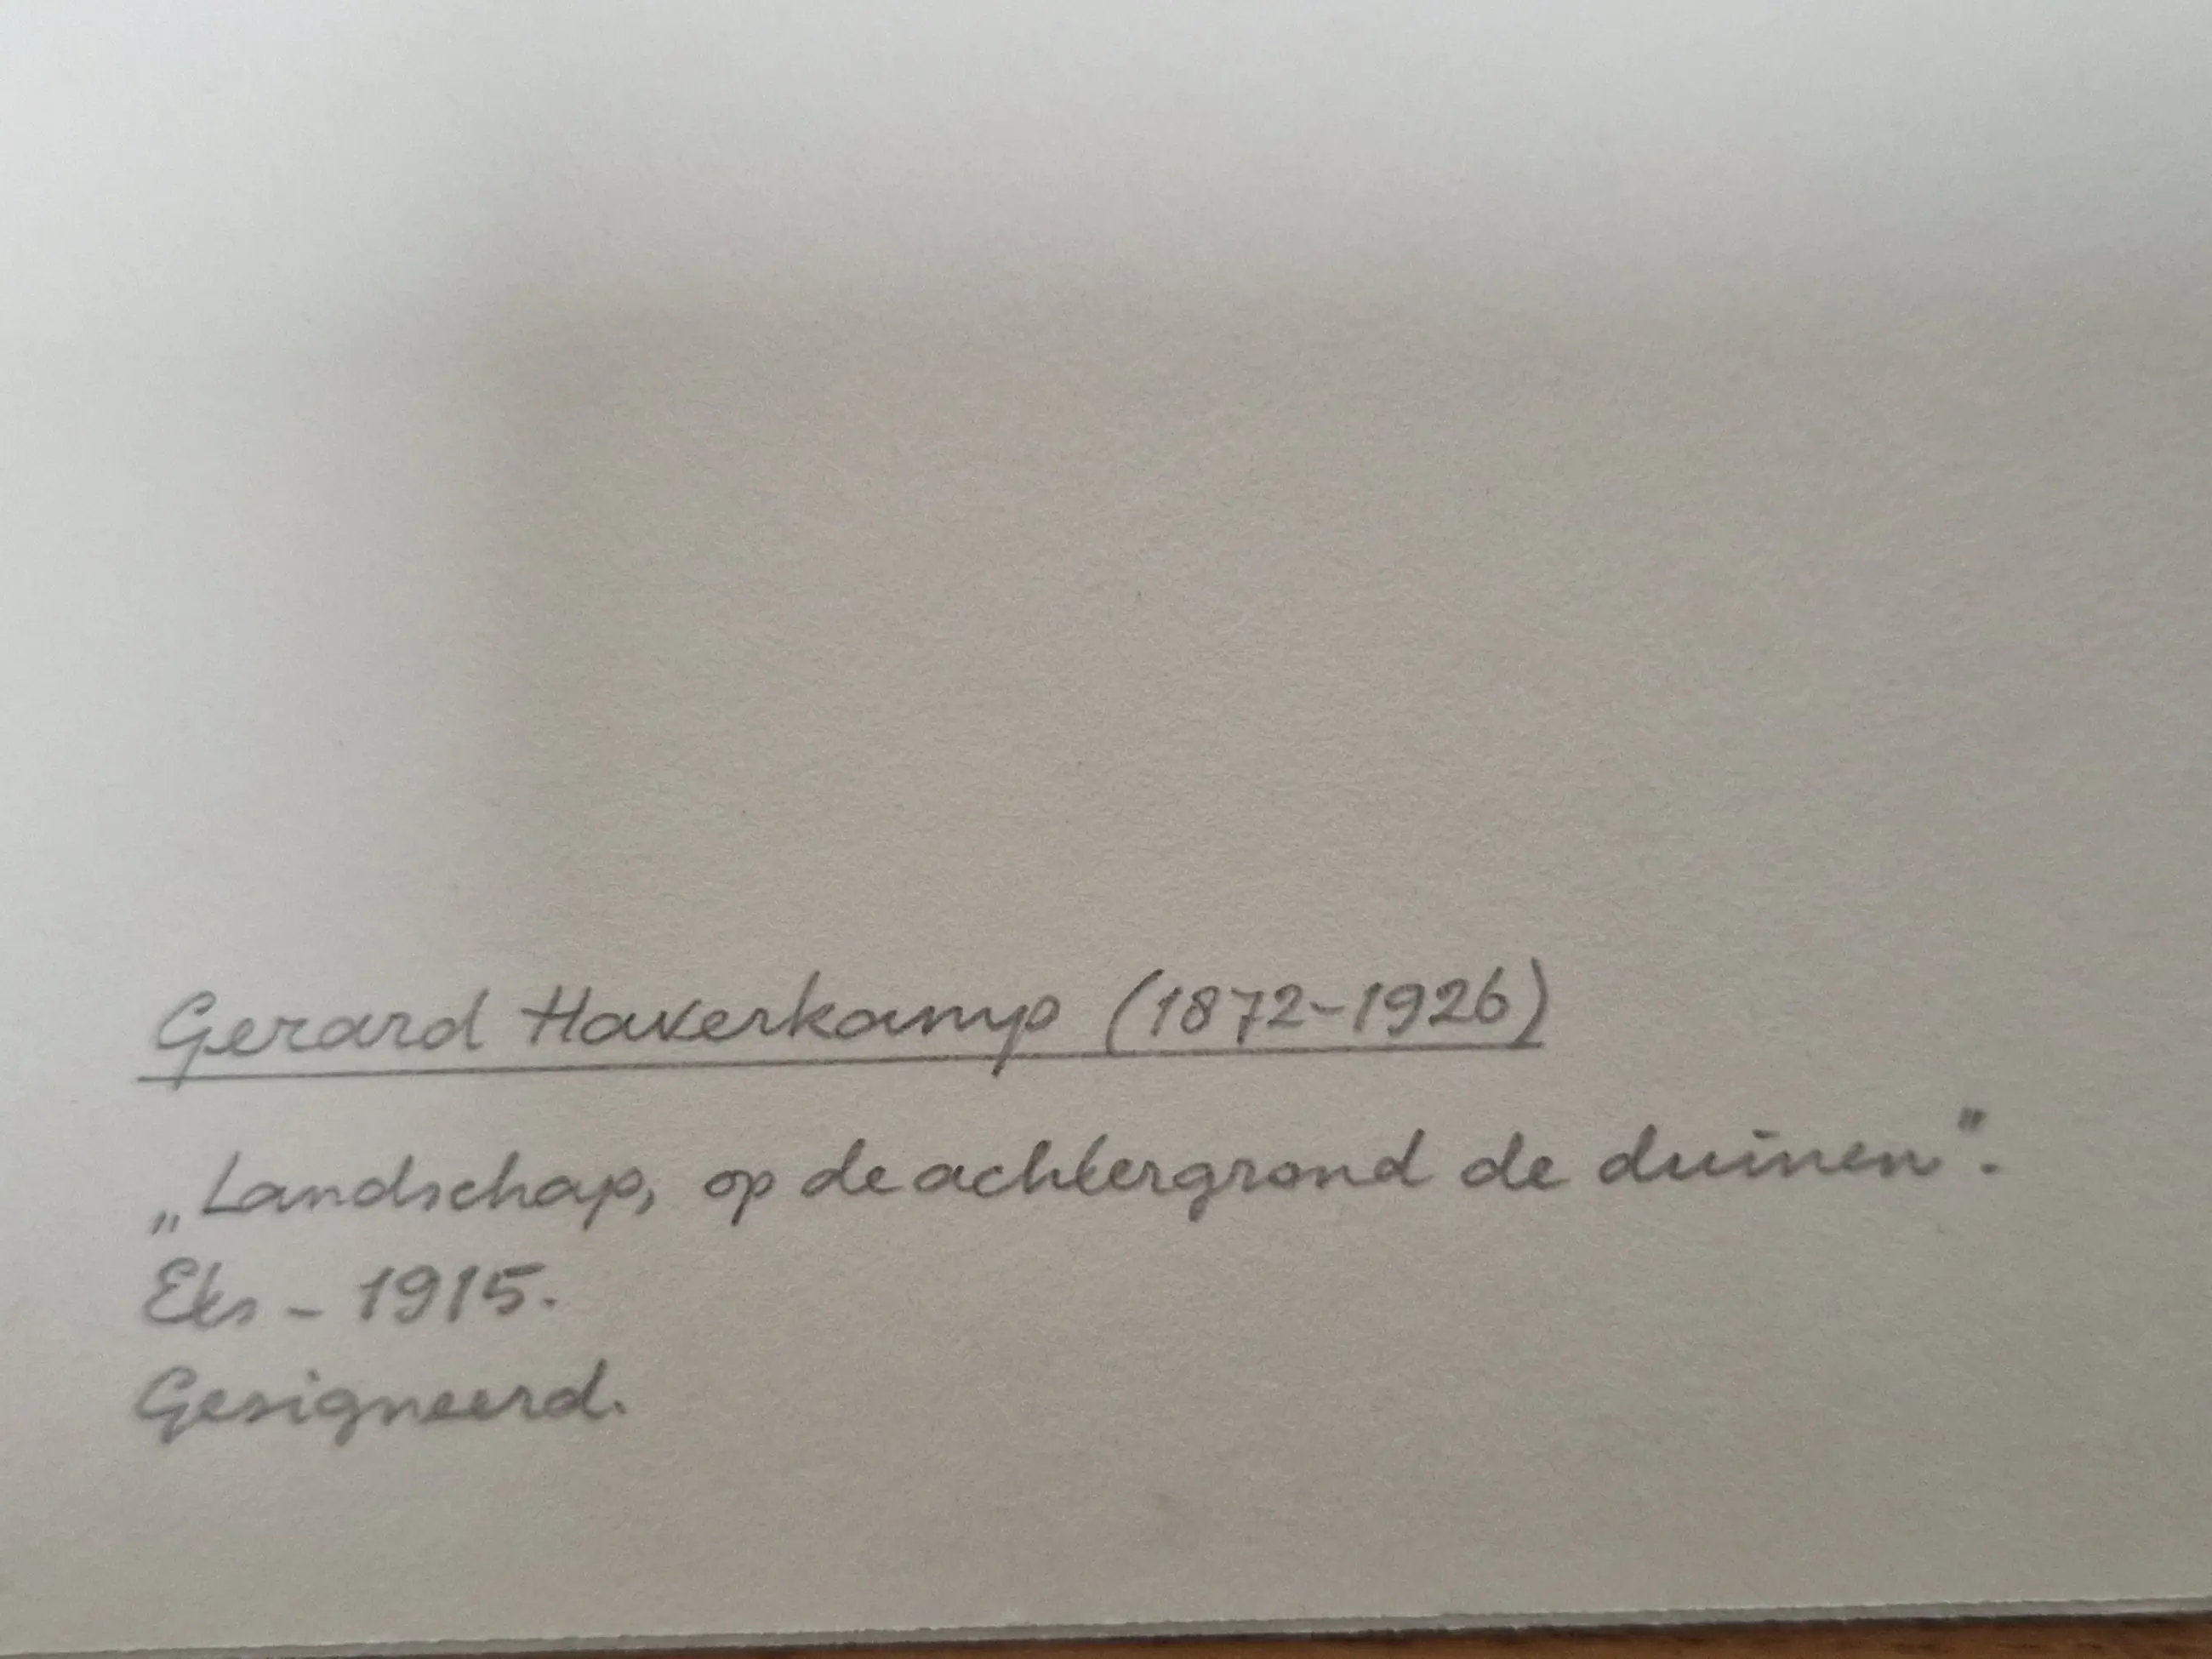 Gerard Haverkamp (1872-1926)
„Landschap, op de achtergrond de duinen".
Ets - 1915.
Gesigneerd.